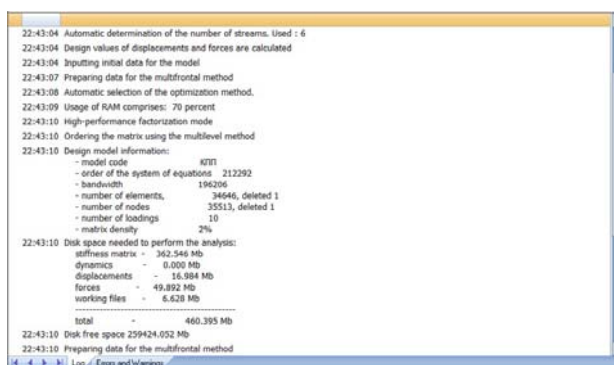 22:43:04 Automatic determination of the number of streams. Used : 6
22:43:04 Design values of displacements and forces are calculated
22:43:04 Inputting initial data for the model
22:43:07 Preparing data for the multifrontal method
22:43:08 Automatic selection of the optimization method.
22:43:09 Usage of RAM comprises: 70 percent
22:43:10 High-performance factorization mode
22:43:10 Ordering the matrix using the multilevel method
22:43:10 Design model information:
- model code КПП
- order of the system of equations 212292
- bandwidth 196206
- number of elements, 34646, deleted 1
- number of nodes 35513, deleted 1
- number of loadings 10
- matrix density 2%
22:43:10 Disk space needed to perform the analysis:
stiffness matrix - 362.546 Mb
dynamics - 0.000 Mb
displacements - 16.984 Mb
forces - 49.892 Mb
working files - 6.628 Mb
----------------------------------------------
total - 460.395 Mb
22:43:10 Disk free space 259424.052 Mb
22:43:10 Preparing data for the multifrontal method
Log / Errors and Warnings